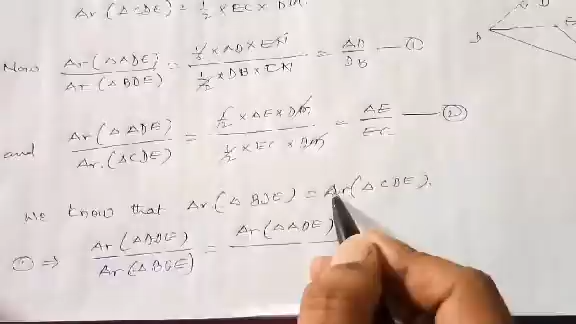 Ar(△CDE) = 1/2 × EC × DM.
Now Ar(△ADE)/Ar(△BDE) = (1/2 × AD × EN)/(1/2 × DB × EN) = AD/DB — ①
and Ar(△ADE)/Ar.(△CDE) = (1/2 × AE × DM)/(1/2 × EC × DM) = AE/EC — ②
We know that Ar.(△ BDE) = Ar(△ CDE).
① ⇒ Ar(△ADE)/Ar(△BDE) = Ar(△ADE)
D
B
E